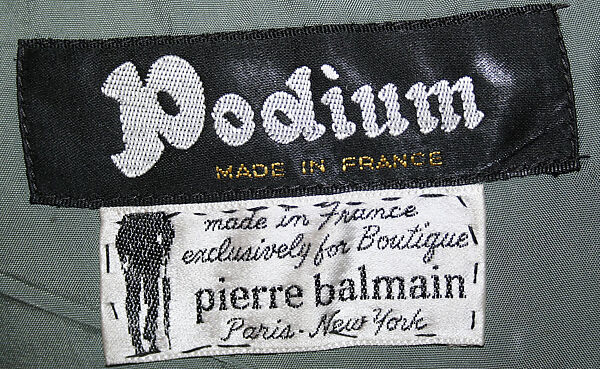 Podium
MADE IN FRANCE
made in France
exclusively for Boutique
pierre balmain
Paris-New York